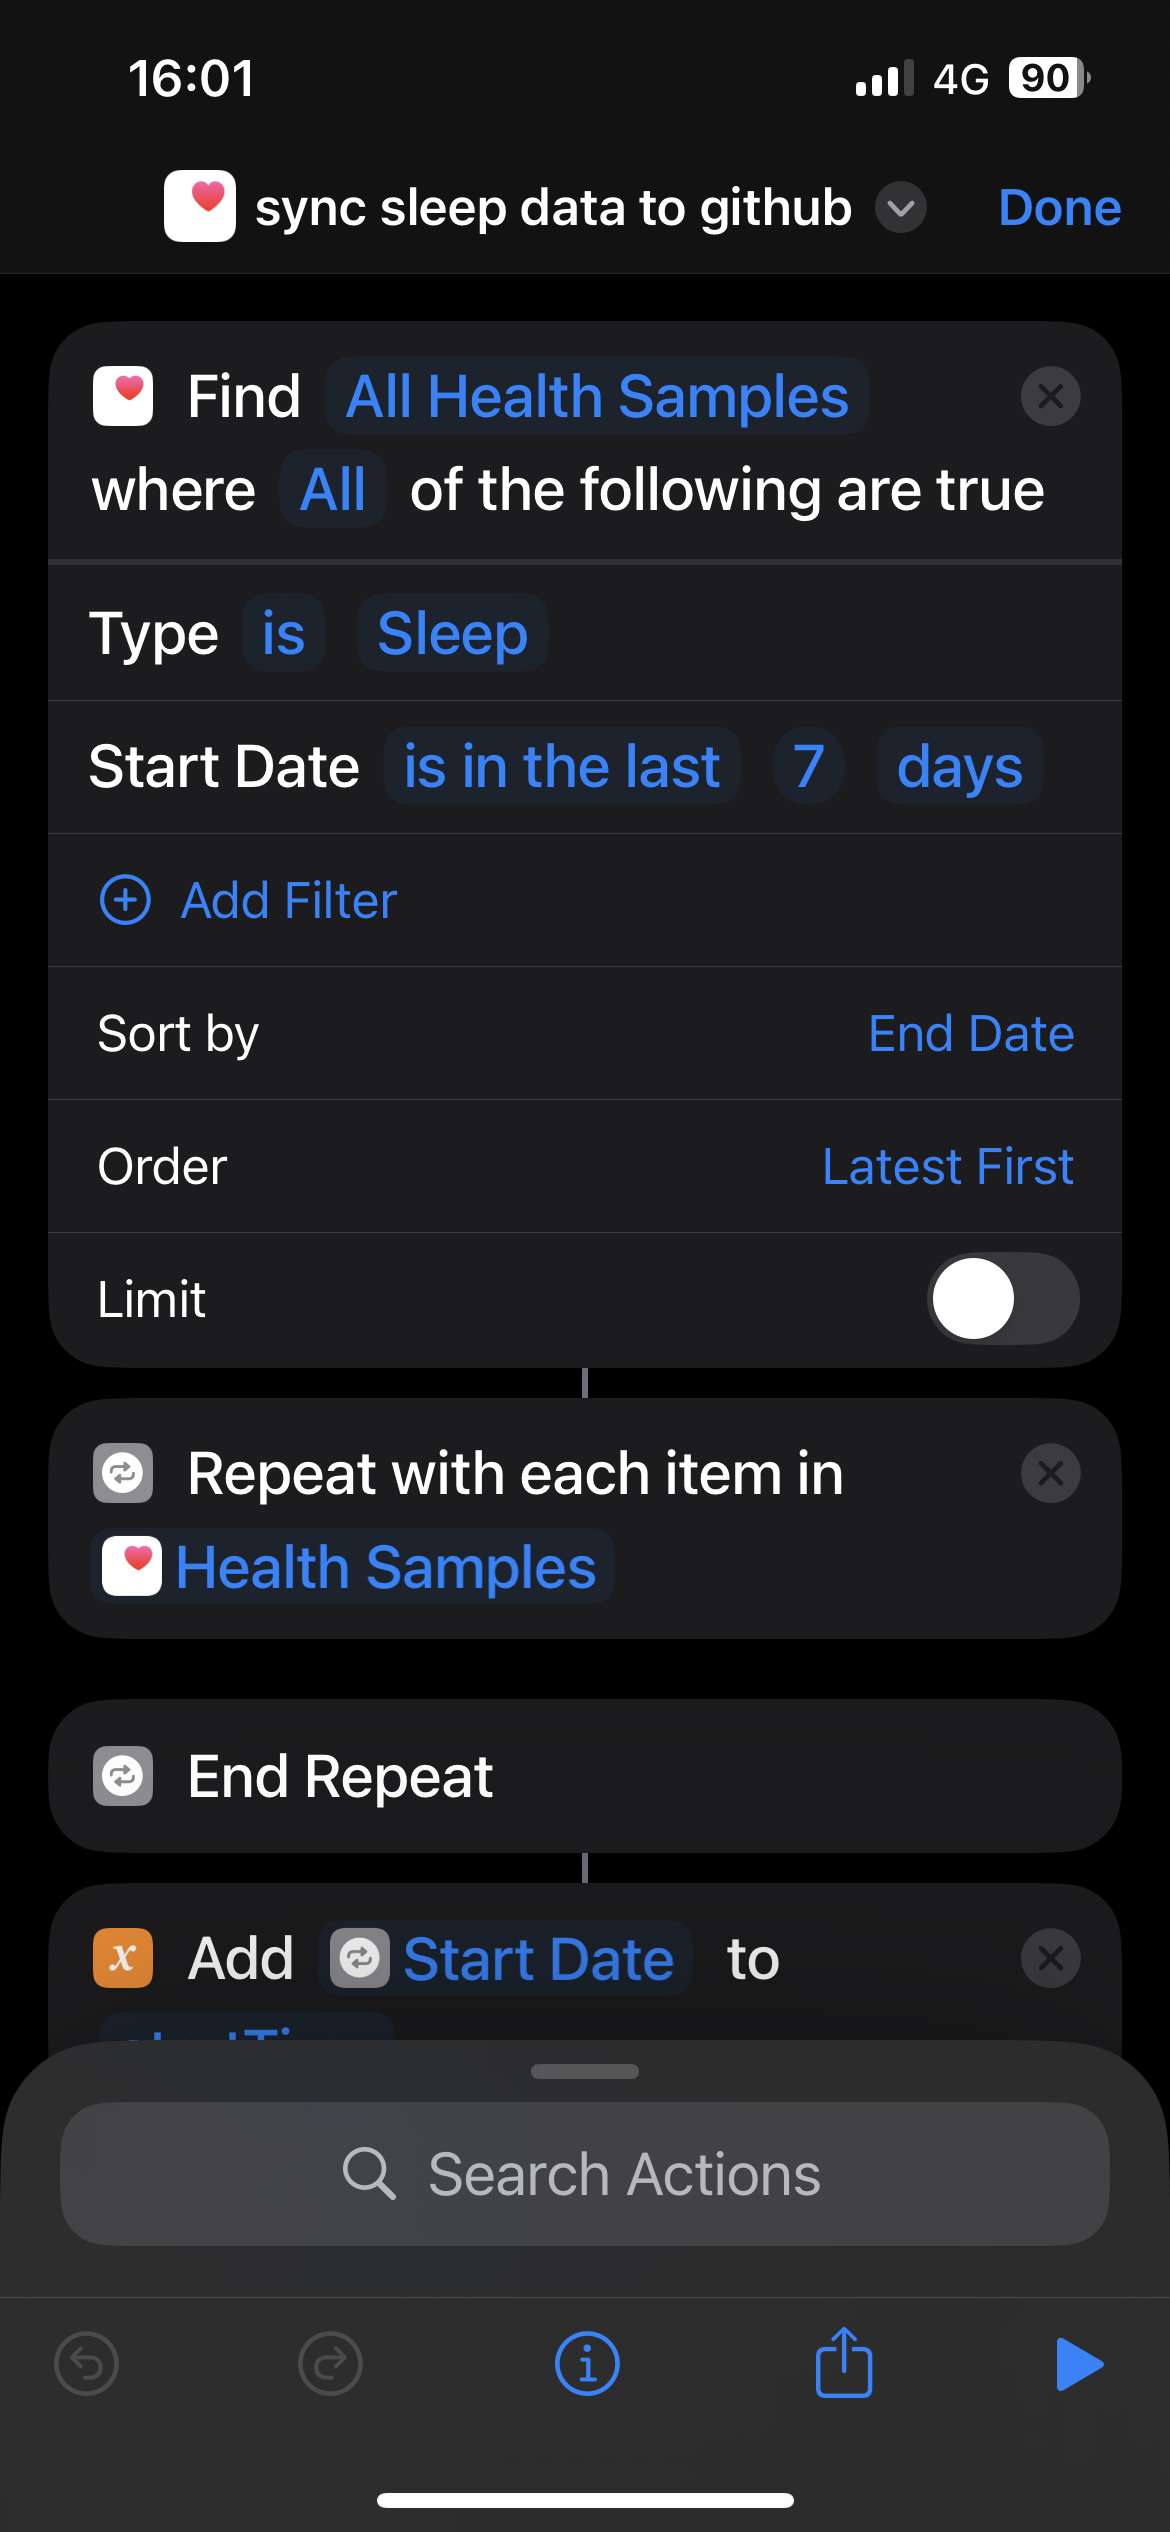 16:01 4G 90
sync sleep data to github Done
Find All Health Samples
where All of the following are true
Type is Sleep
Start Date is in the last 7 days
Add Filter
Sort by End Date
Order Latest First
Limit
Repeat with each item in
Health Samples
End Repeat
x Add Start Date to
Search Actions